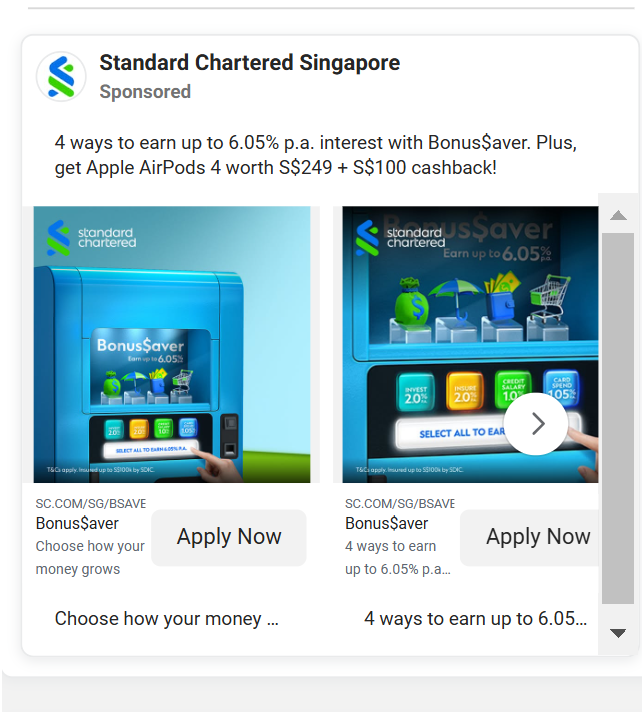 Standard Chartered Singapore
Sponsored
4 ways to earn up to 6.05% p.a. interest with Bonus$aver. Plus,
get Apple AirPods 4 worth S$249 + S$100 cashback!
standard
chartered
Bonus$aver
Earn up to 6.05% p.a.
INVEST 2.0%
INSURE 2.0%
SELECT ALL TO EARN 6.05% P.A.
T&Cs apply. Insured up to S$100k by SDIC.
SC.COM/SG/BSAVE
Bonus$aver
Choose how your
money grows
Apply Now
Choose how your money ...
standard
chartered
Bonus$aver
Earn up to 6.05% p.a.
INVEST 2.0%
INSURE 2.0%
CREDIT SALARY 1.0%
CARD SPEND 1.05%
SELECT ALL TO EAR
T&Cs apply. Insured up to S$100k by SDIC.
SC.COM/SG/BSAVE
Bonus$aver
4 ways to earn
up to 6.05% p.a...
Apply Now
4 ways to earn up to 6.05...